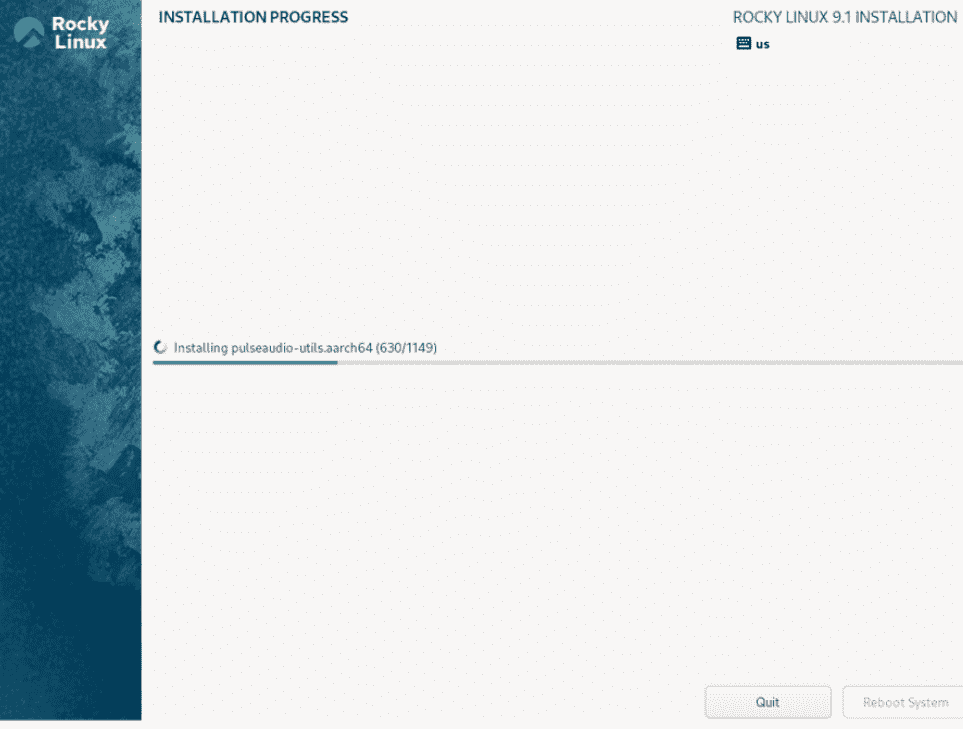 Rocky
Linux
INSTALLATION PROGRESS
ROCKY LINUX 9.1 INSTALLATION
us
Installing pulseaudio-utils.aarch64 (630/1149)
Quit
Reboot System